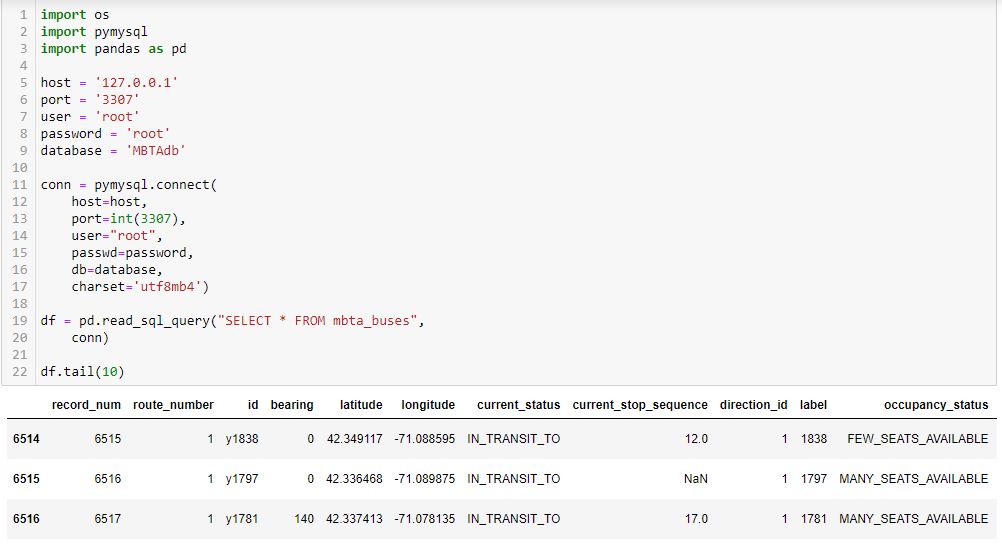 1 import os
2 import pymysql
3 import pandas as pd
4
5 host = '127.0.0.1'
6 port = '3307'
7 user = 'root'
8 password = 'root'
9 database = 'MBTAdb'
10
11 conn = pymysql.connect(
12     host=host,
13     port=int(3307),
14     user="root",
15     passwd=password,
16     db=database,
17     charset='utf8mb4')
18
19 df = pd.read_sql_query("SELECT * FROM mbta_buses",
20     conn)
21
22 df.tail(10)
record_num route_number id bearing latitude longitude current_status current_stop_sequence direction_id label occupancy_status
6514 6515 1 y1838 0 42.349117 -71.088595 IN_TRANSIT_TO 12.0 1 1838 FEW_SEATS_AVAILABLE
6515 6516 1 y1797 0 42.336468 -71.089875 IN_TRANSIT_TO NaN 1 1797 MANY_SEATS_AVAILABLE
6516 6517 1 y1781 140 42.337413 -71.078135 IN_TRANSIT_TO 17.0 1 1781 MANY_SEATS_AVAILABLE